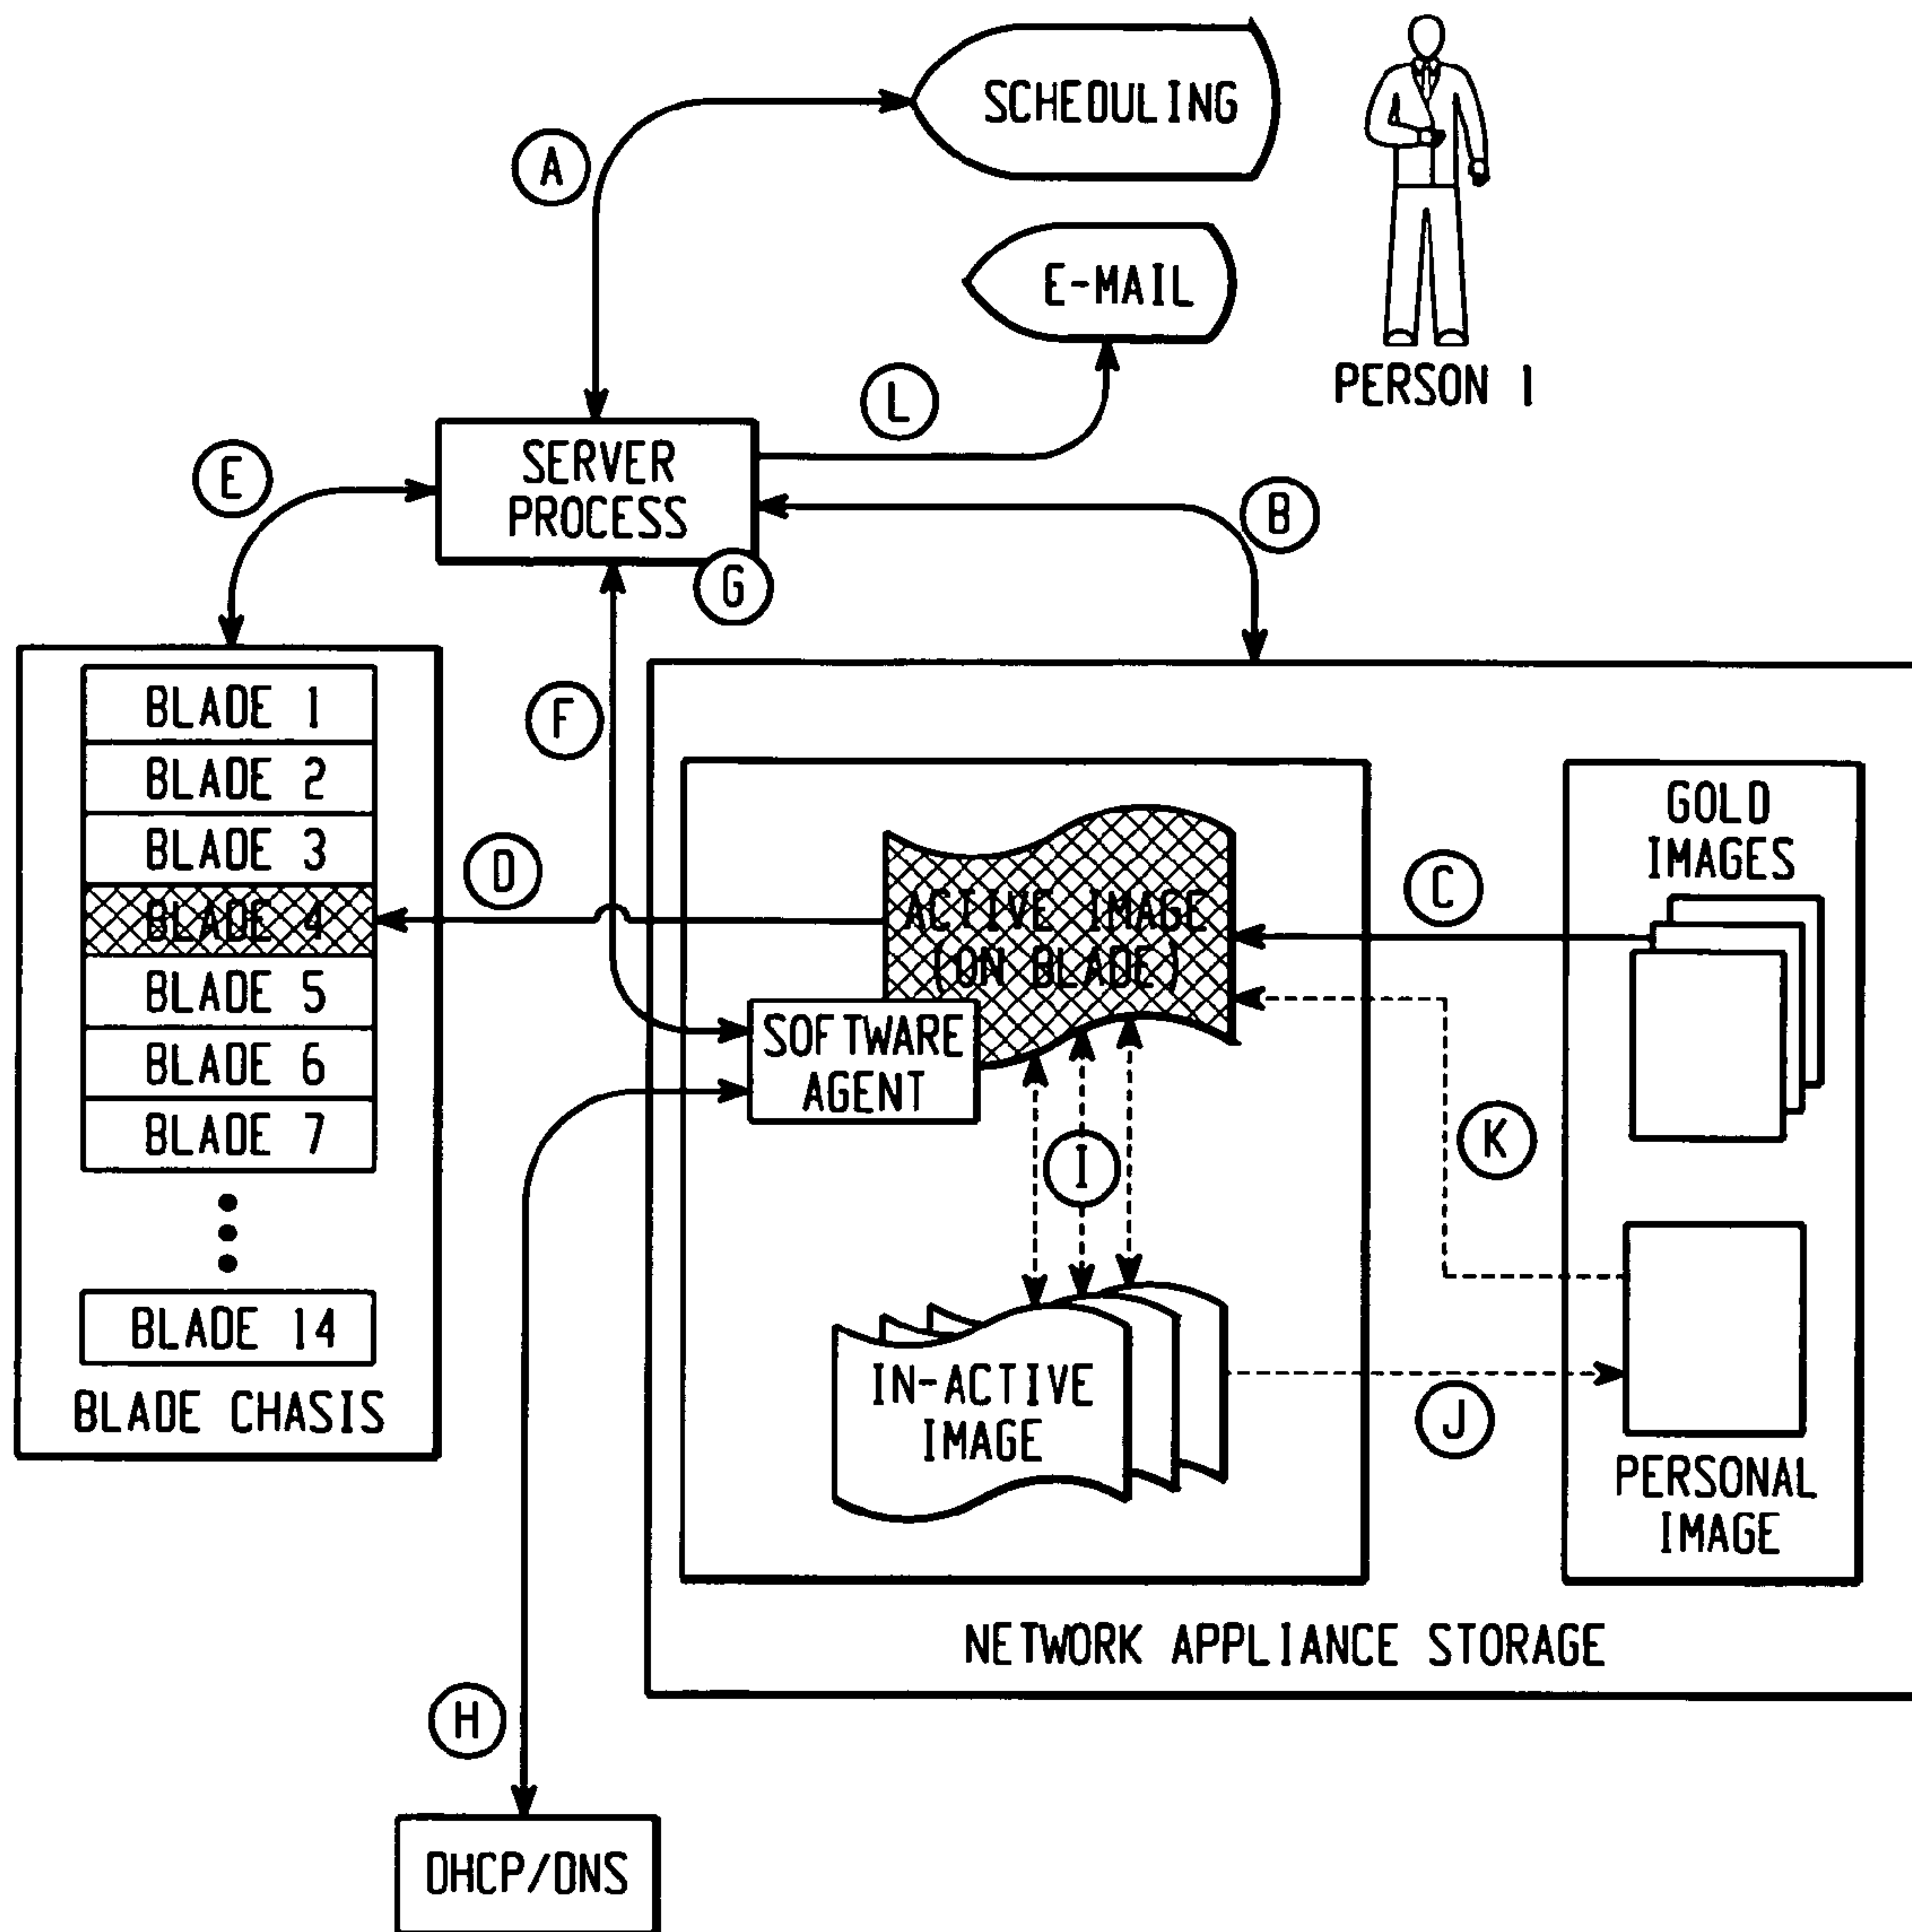 SCHEDULING
A
E-MAIL
L
PERSON 1
E
SERVER
PROCESS
B
G
BLADE 1
BLADE 2
BLADE 3
BLADE 4
BLADE 5
BLADE 6
BLADE 7
BLADE 14
BLADE CHASIS
F
D
ACTIVE IMAGE
(ON BLADE)
C
GOLD
IMAGES
SOFTWARE
AGENT
I
K
IN-ACTIVE
IMAGE
J
PERSONAL
IMAGE
NETWORK APPLIANCE STORAGE
H
DHCP/DNS